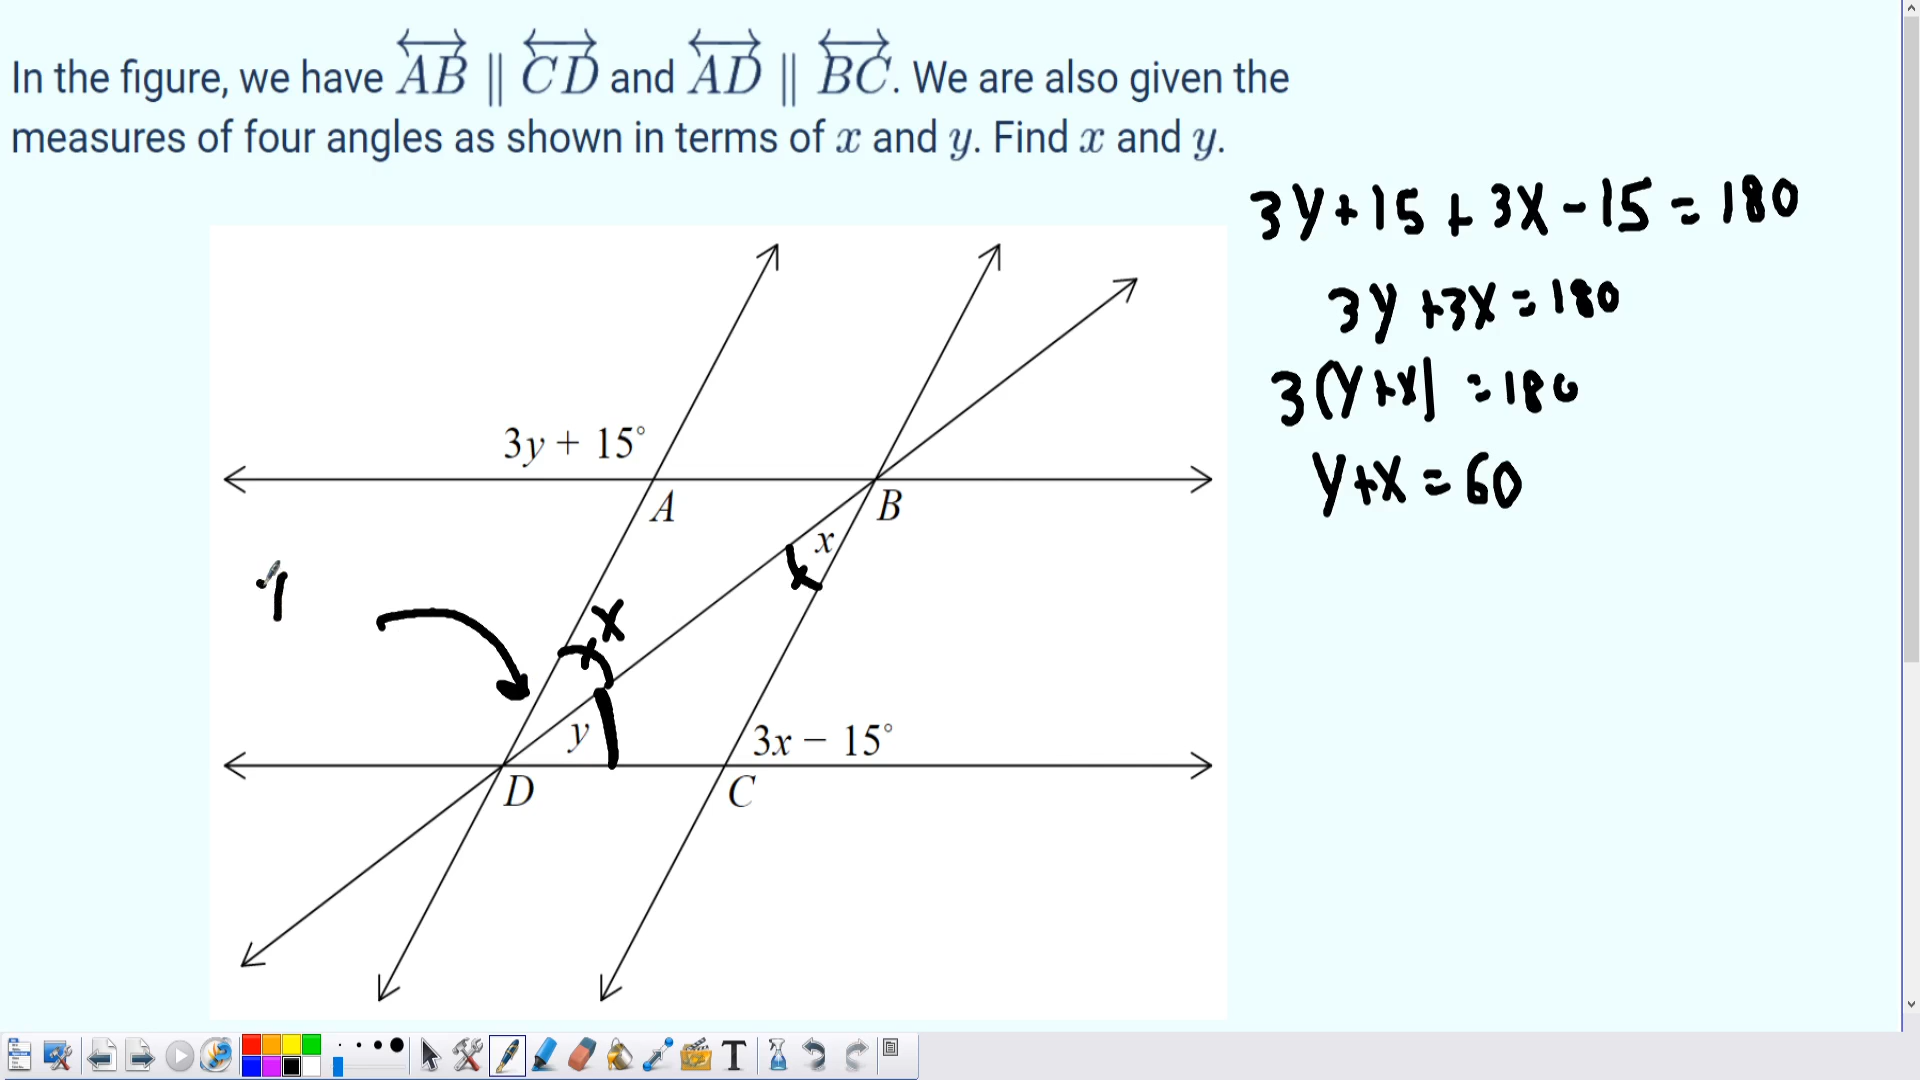 In the figure, we have AB ∥ CD and AD ∥ BC. We are also given the
measures of four angles as shown in terms of x and y. Find x and y.
3y+15+3x-15=180
3y+3x=180
3(y+x)=180
y+x=60
3y + 15°
A
B
x
x
y
3x − 15°
D
C
T